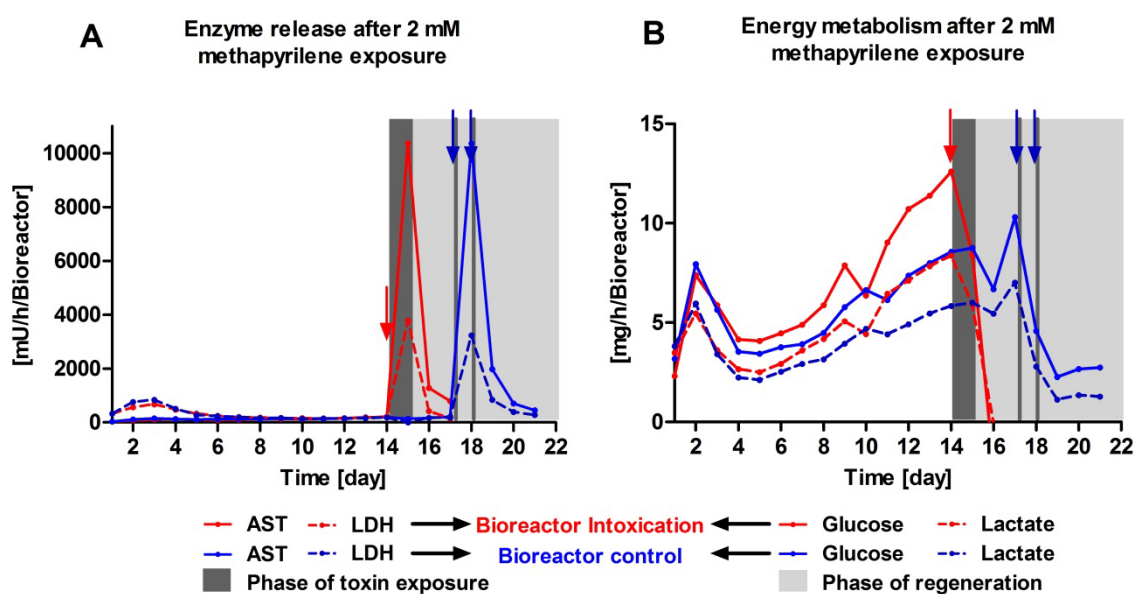 A
Enzyme release after 2 mM
methapyrilene exposure
[mU/h/Bioreactor]
10000
8000
6000
4000
2000
0
2 4 6 8 10 12 14 16 18 20 22
Time [day]
B
Energy metabolism after 2 mM
methapyrilene exposure
[mg/h/Bioreactor]
15
10
5
0
2 4 6 8 10 12 14 16 18 20 22
Time [day]
AST LDH Bioreactor Intoxication Glucose Lactate
AST LDH Bioreactor control Glucose Lactate
Phase of toxin exposure Phase of regeneration